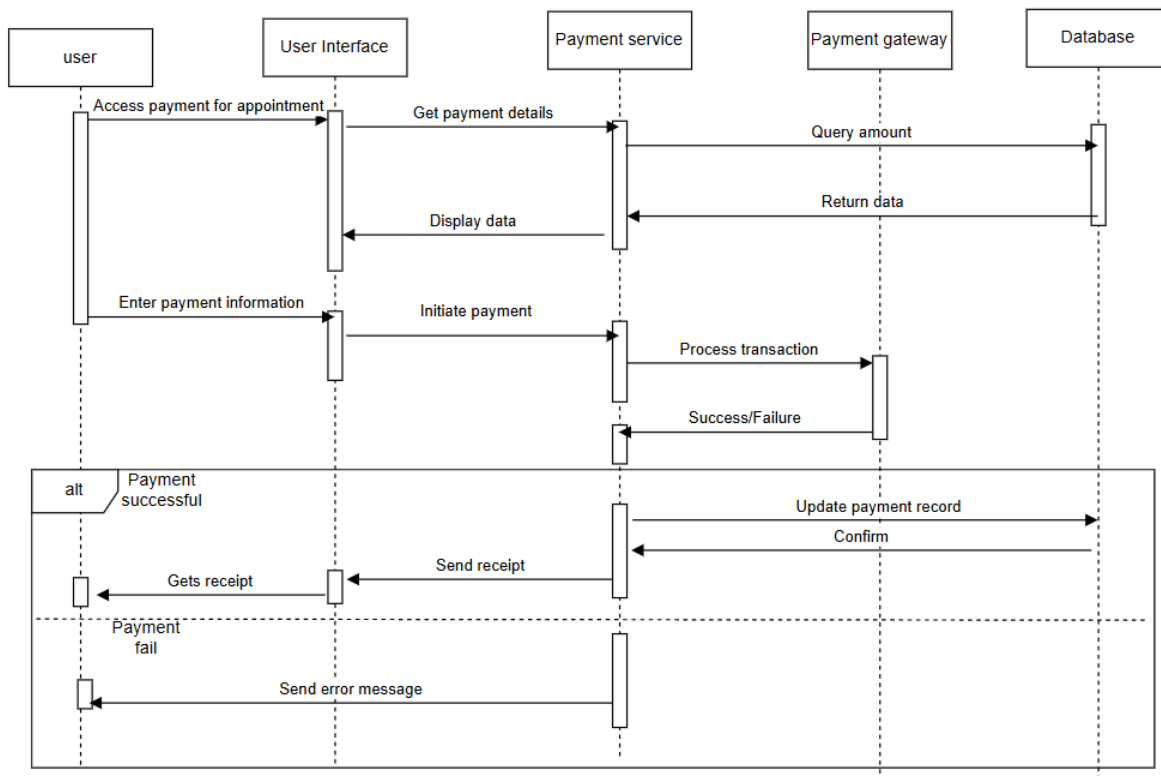 user
User Interface
Payment service
Payment gateway
Database
Access payment for appointment
Get payment details
Query amount
Return data
Display data
Enter payment information
Initiate payment
Process transaction
Success/Failure
alt
Payment
successful
Update payment record
Confirm
Send receipt
Gets receipt
Payment
fail
Send error message